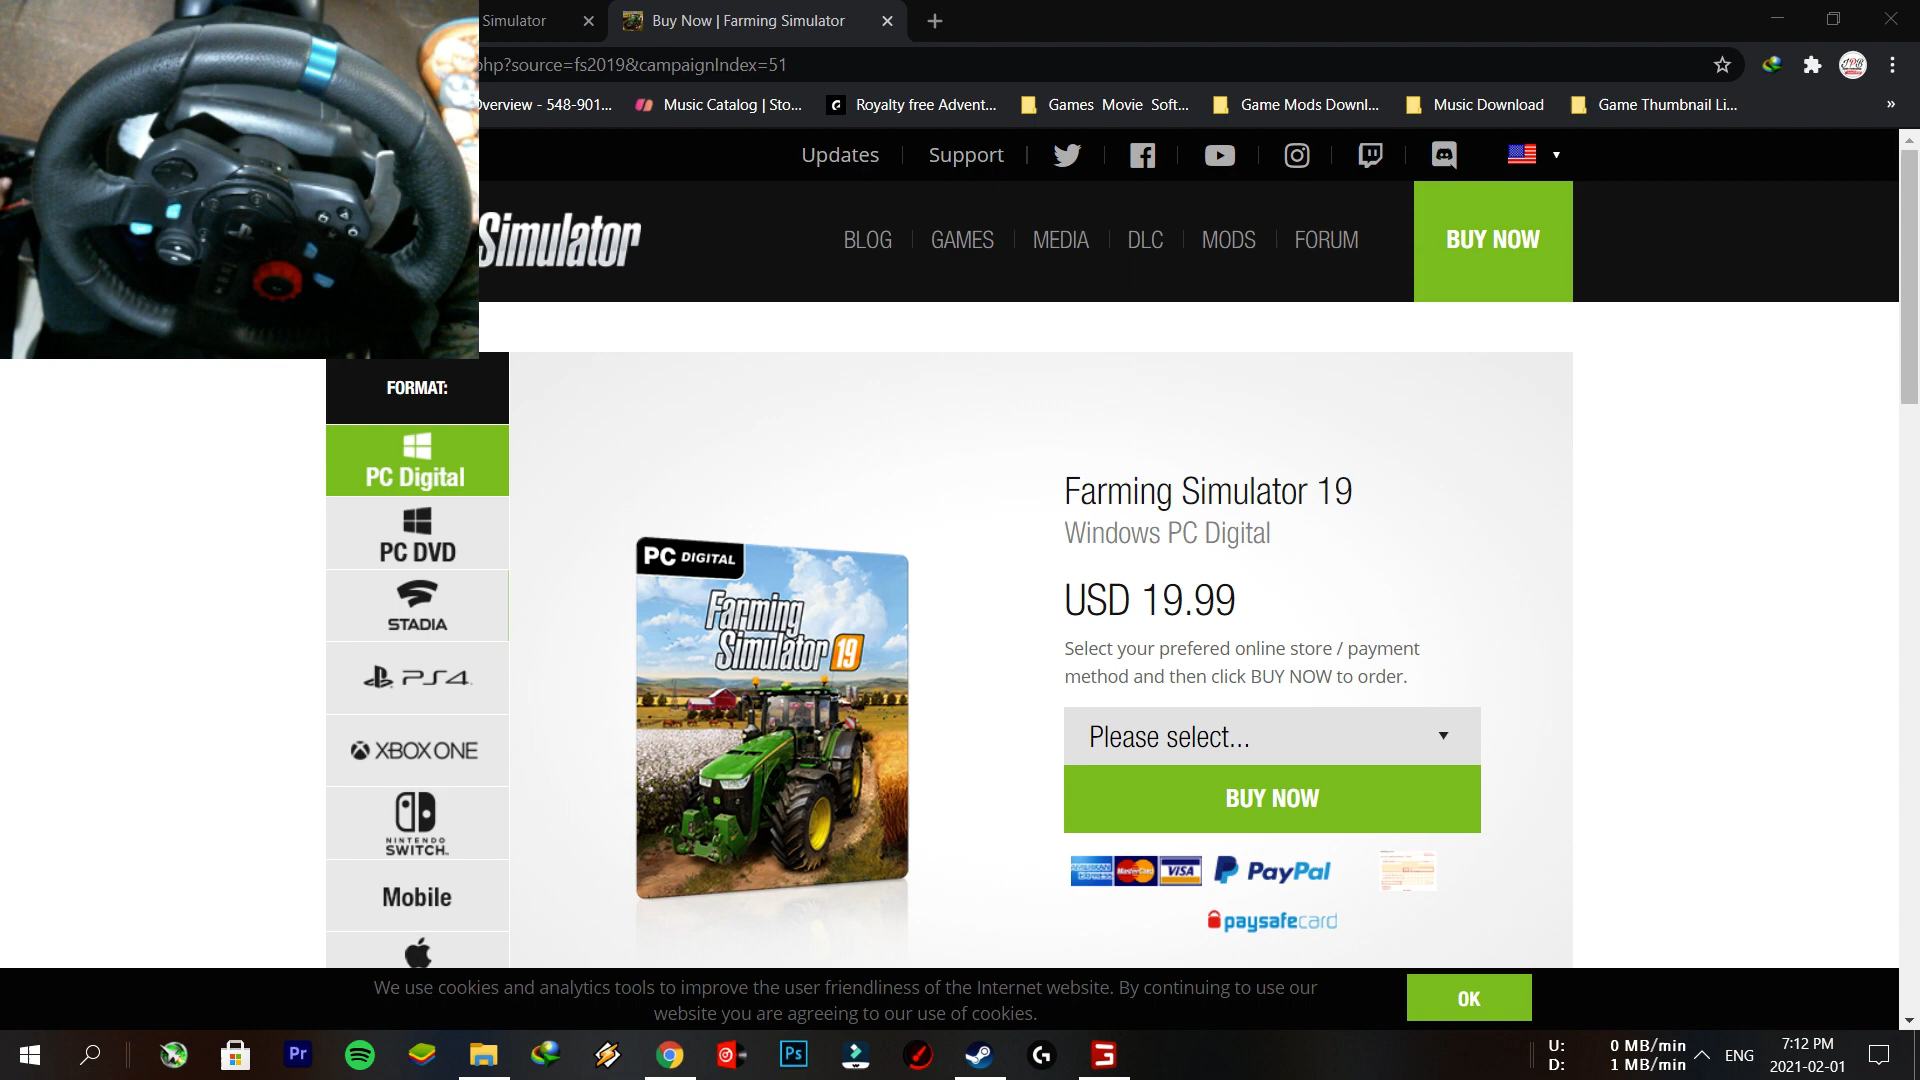 Simulator
Buy Now | Farming Simulator
php?source=fs2019&campaignIndex=51
Overview - 548-901...
Music Catalog | Sto...
Royalty free Advent...
Games Movie Soft...
Game Mods Downl...
Music Download
Game Thumbnail Li...
»
Updates
Support
Simulator
BLOG
GAMES
MEDIA
DLC
MODS
FORUM
BUY NOW
FORMAT:
PC Digital
PC DVD
STADIA
PS4
XBOX ONE
NINTENDO
SWITCH
Mobile
PC DIGITAL
Farming
Simulator 19
Farming Simulator 19
Windows PC Digital
USD 19.99
Select your prefered online store / payment
method and then click BUY NOW to order.
Please select...
BUY NOW
AMERICAN EXPRESS
MasterCard
VISA
PayPal
paysafecard
We use cookies and analytics tools to improve the user friendliness of the Internet website. By continuing to use our
website you are agreeing to our use of cookies.
OK
Pr
Ps
U: 0 MB/min
D: 1 MB/min
ENG
7:12 PM
2021-02-01